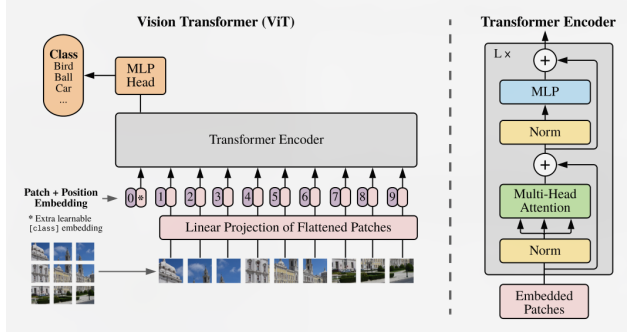 Vision Transformer (ViT)
Class
Bird
Ball
Car
...
MLP
Head
Transformer Encoder
Patch + Position
Embedding
* Extra learnable
[class] embedding
0 * 1 2 3 4 5 6 7 8 9
Linear Projection of Flattened Patches
Transformer Encoder
L x
+
MLP
Norm
+
Multi-Head
Attention
Norm
Embedded
Patches